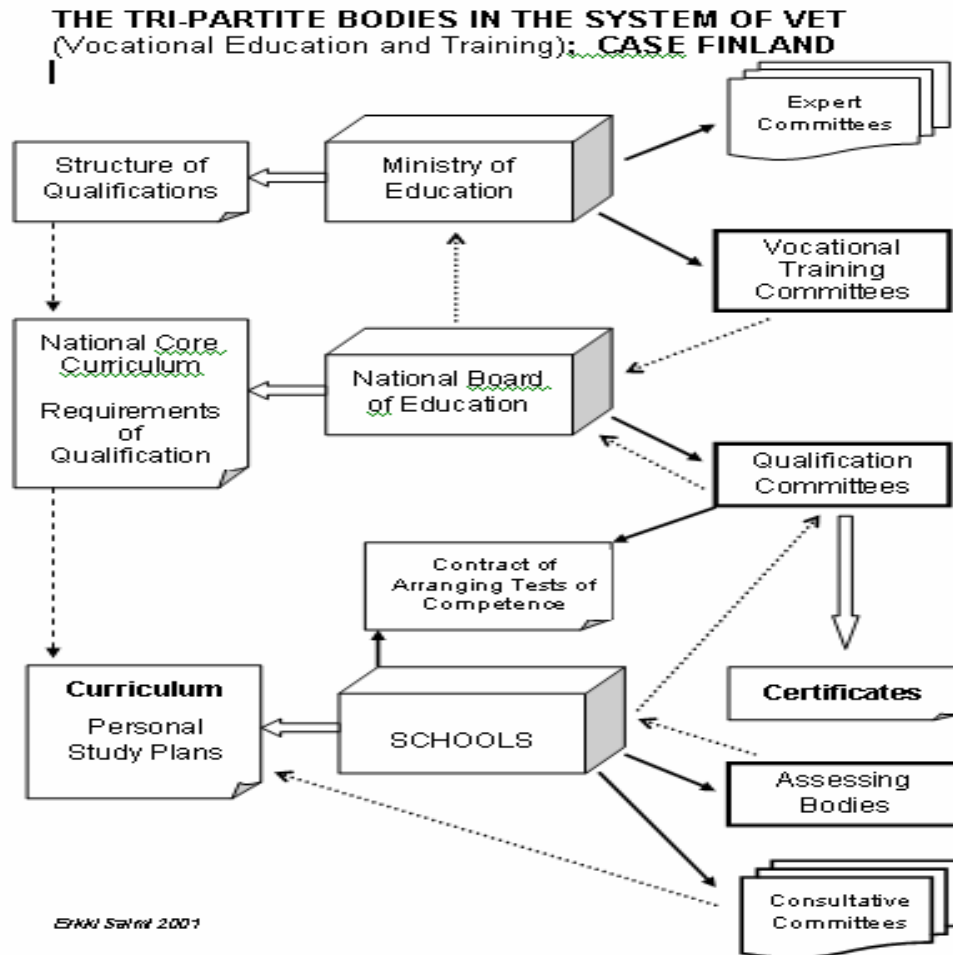 THE TRI-PARTITE BODIES IN THE SYSTEM OF VET
(Vocational Education and Training); CASE FINLAND
Expert
Committees
Structure of
Qualifications
Ministry of
Education
Vocational
Training
Committees
National Core
Curriculum
Requirements
of
Qualification
National Board
of Education
Qualification
Committees
Contract of
Arranging Tests of
Competence
Curriculum
Personal
Study Plans
SCHOOLS
Certificates
Assessing
Bodies
Consultative
Committees
Erkki 2001